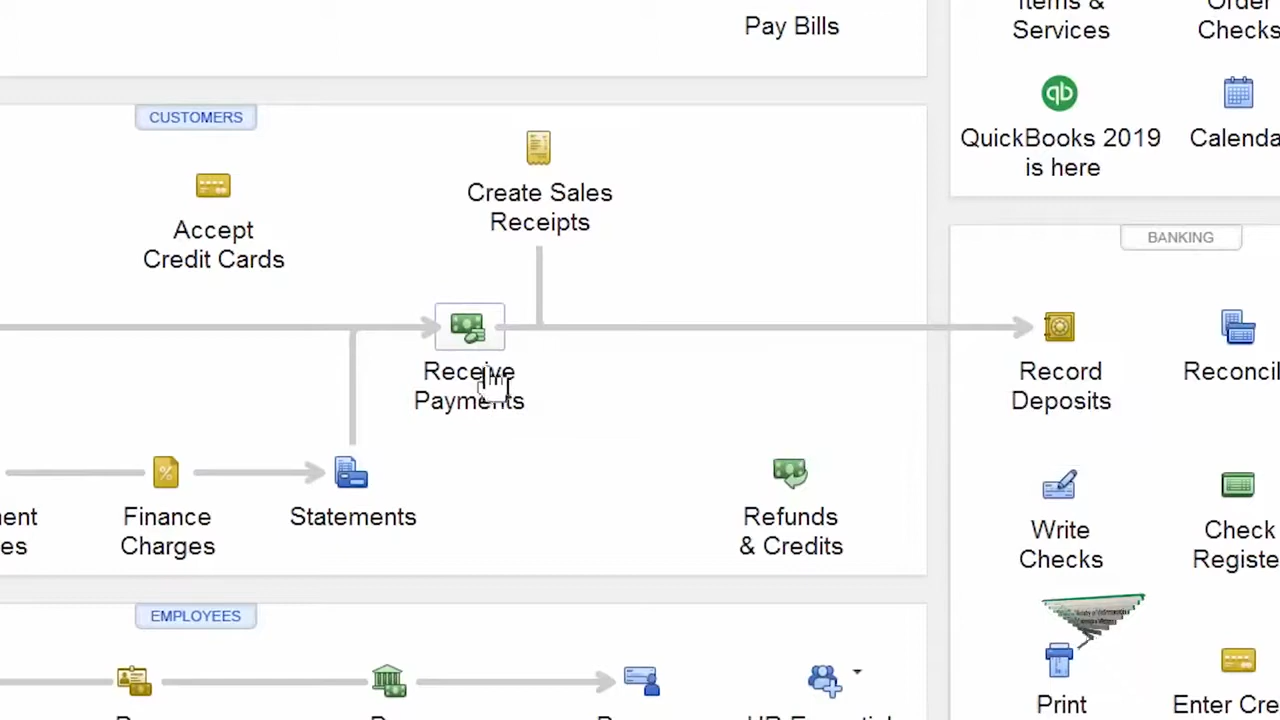 Pay Bills
Items &
Services
Order
Checks
QuickBooks 2019
is here
Calenda
CUSTOMERS
Accept
Credit Cards
Create Sales
Receipts
Receive
Payments
Finance
Charges
Statements
Refunds
& Credits
BANKING
Record
Deposits
Reconcil
Write
Checks
Check
Registe
Print
Enter Cre
EMPLOYEES